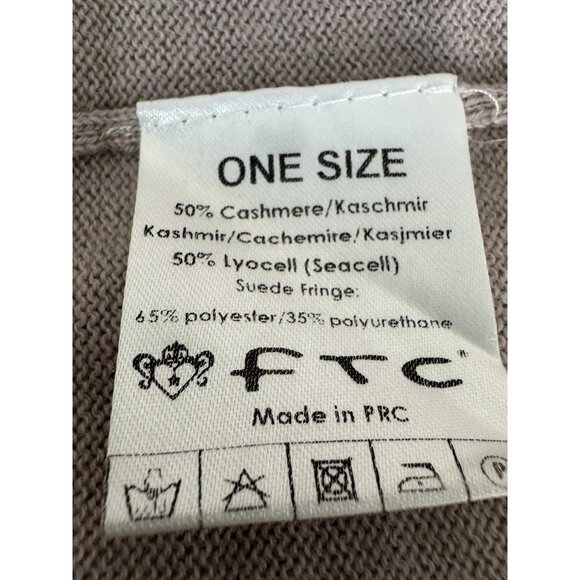 ONE SIZE
50% Cashmere/Kaschmir
Kashmir/Cachemire/Kasjmier
50% Lyocell (Seacell)
Suede Fringe:
65% polyester/35% polyurethane
FTC®
Made in PRC
P